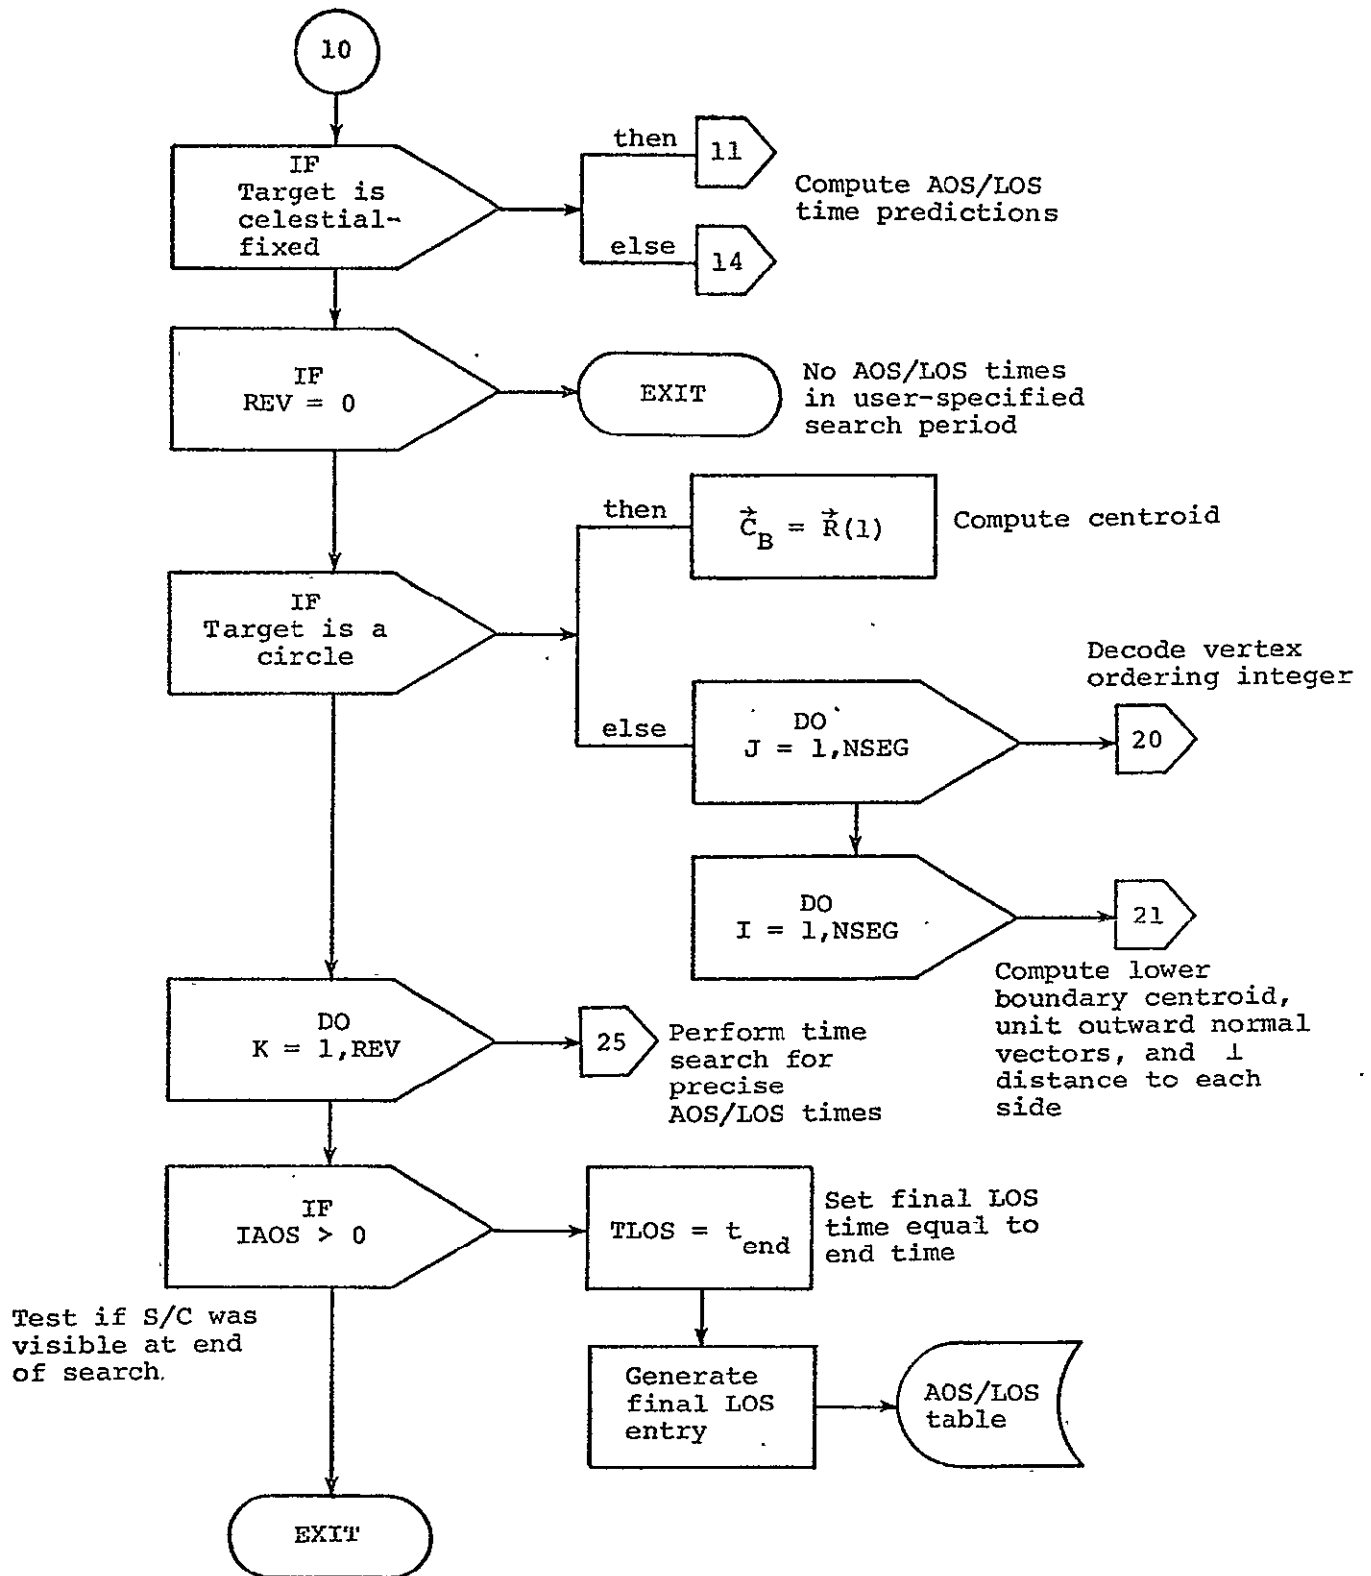 10
IF
Target is
celestial-
fixed
then
11
else
14
Compute AOS/LOS
time predictions
IF
REV = 0
EXIT
No AOS/LOS times
in user-specified
search period
IF
Target is a
circle
then
C⃗_B = R⃗(1)
Compute centroid
else
DO
J = 1,NSEG
Decode vertex
ordering integer
20
DO
I = 1,NSEG
21
Compute lower
boundary centroid,
unit outward normal
vectors, and ⊥
distance to each
side
DO
K = 1,REV
25
Perform time
search for
precise
AOS/LOS times
IF
IAOS > 0
TLOS = t_end
Set final LOS
time equal to
end time
Test if S/C was
visible at end
of search.
Generate
final LOS
entry
AOS/LOS
table
EXIT